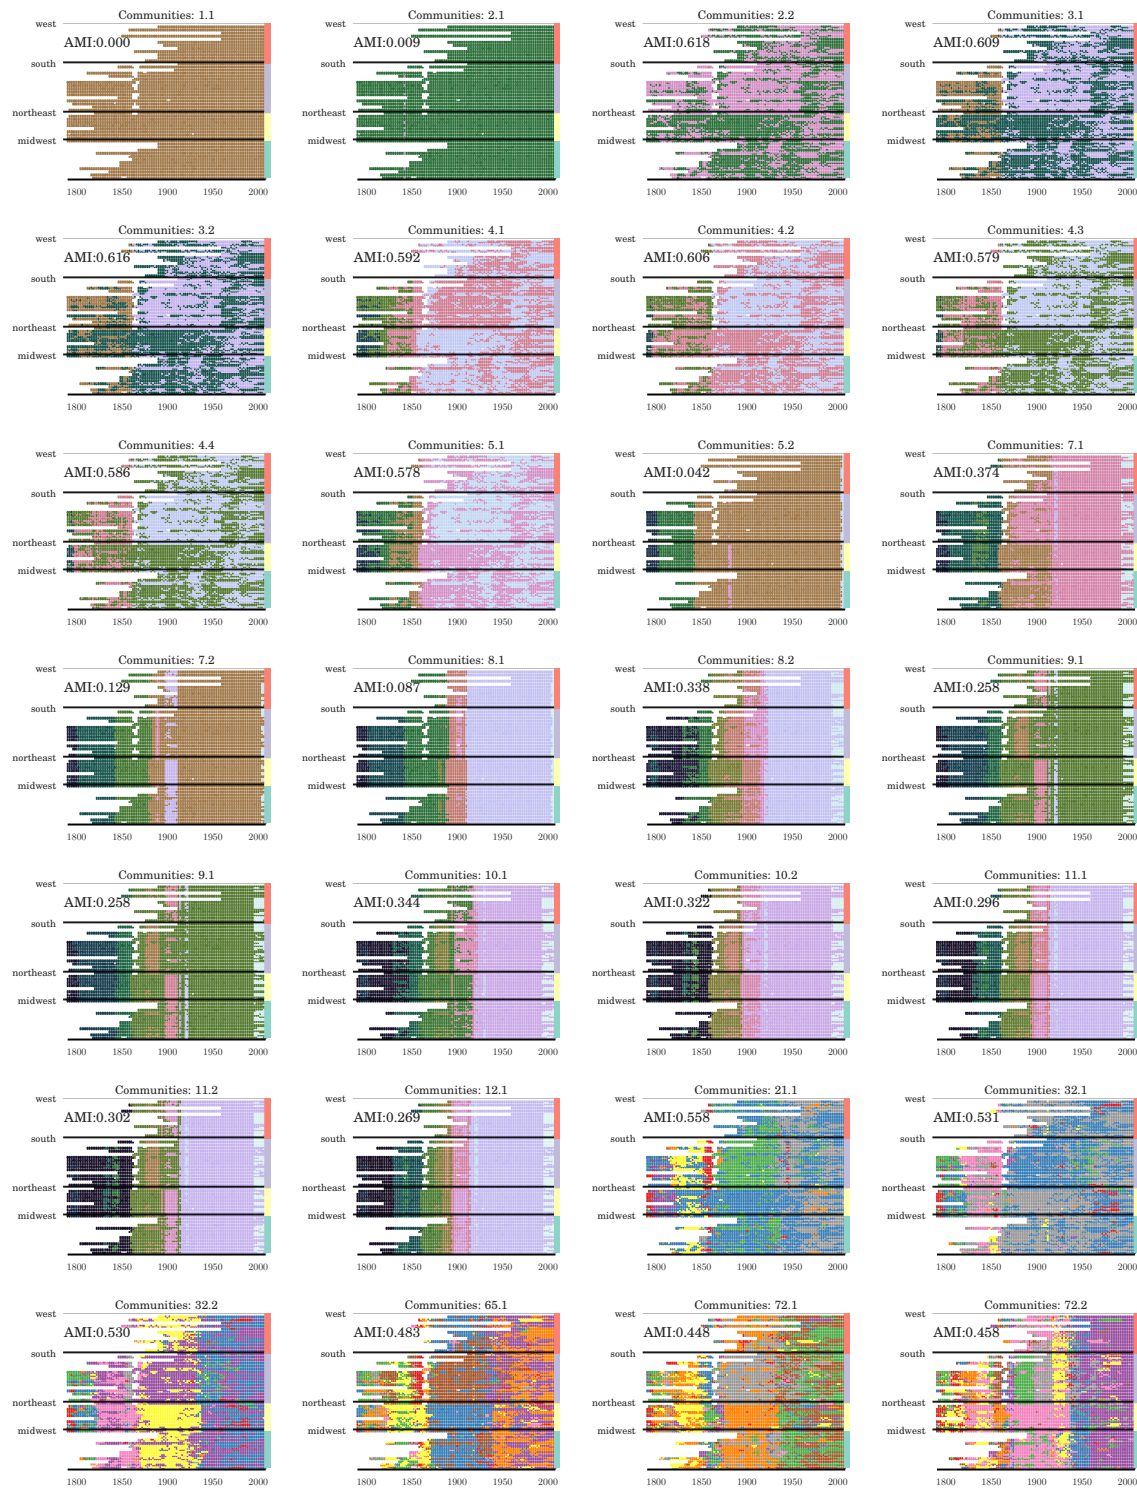 Communities: 1.1 Communities: 2.1 Communities: 2.2 Communities: 3.1
west west west west
AMI:0.000 AMI:0.009 AMI:0.618 AMI:0.609
south south south south
northeast northeast northeast northeast
midwest midwest midwest midwest
1800 1850 1900 1950 2000 1800 1850 1900 1950 2000 1800 1850 1900 1950 2000 1800 1850 1900 1950 2000
Communities: 3.2 Communities: 4.1 Communities: 4.2 Communities: 4.3
west west west west
AMI:0.616 AMI:0.592 AMI:0.606 AMI:0.579
south south south south
northeast northeast northeast northeast
midwest midwest midwest midwest
1800 1850 1900 1950 2000 1800 1850 1900 1950 2000 1800 1850 1900 1950 2000 1800 1850 1900 1950 2000
Communities: 4.4 Communities: 5.1 Communities: 5.2 Communities: 7.1
west west west west
AMI:0.586 AMI:0.578 AMI:0.042 AMI:0.374
south south south south
northeast northeast northeast northeast
midwest midwest midwest midwest
1800 1850 1900 1950 2000 1800 1850 1900 1950 2000 1800 1850 1900 1950 2000 1800 1850 1900 1950 2000
Communities: 7.2 Communities: 8.1 Communities: 8.2 Communities: 9.1
west west west west
AMI:0.129 AMI:0.087 AMI:0.338 AMI:0.258
south south south south
northeast northeast northeast northeast
midwest midwest midwest midwest
1800 1850 1900 1950 2000 1800 1850 1900 1950 2000 1800 1850 1900 1950 2000 1800 1850 1900 1950 2000
Communities: 9.1 Communities: 10.1 Communities: 10.2 Communities: 11.1
west west west west
AMI:0.258 AMI:0.344 AMI:0.322 AMI:0.296
south south south south
northeast northeast northeast northeast
midwest midwest midwest midwest
1800 1850 1900 1950 2000 1800 1850 1900 1950 2000 1800 1850 1900 1950 2000 1800 1850 1900 1950 2000
Communities: 11.2 Communities: 12.1 Communities: 21.1 Communities: 32.1
west west west west
AMI:0.302 AMI:0.269 AMI:0.558 AMI:0.531
south south south south
northeast northeast northeast northeast
midwest midwest midwest midwest
1800 1850 1900 1950 2000 1800 1850 1900 1950 2000 1800 1850 1900 1950 2000 1800 1850 1900 1950 2000
Communities: 32.2 Communities: 65.1 Communities: 72.1 Communities: 72.2
west west west west
AMI:0.530 AMI:0.483 AMI:0.448 AMI:0.458
south south south south
northeast northeast northeast northeast
midwest midwest midwest midwest
1800 1850 1900 1950 2000 1800 1850 1900 1950 2000 1800 1850 1900 1950 2000 1800 1850 1900 1950 2000